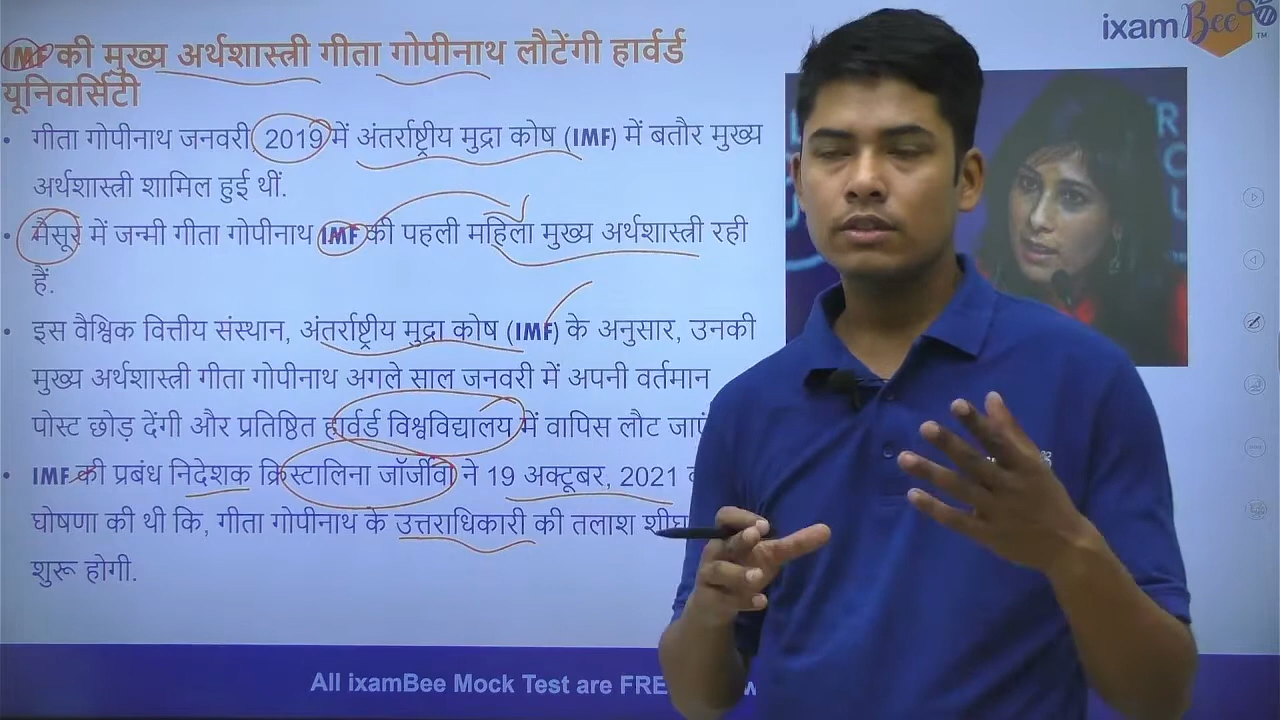 ixamBee™
IMF की मुख्य अर्थशास्त्री गीता गोपीनाथ लौटेंगी हार्वर्ड
यूनिवर्सिटी
• गीता गोपीनाथ जनवरी 2019 में अंतर्राष्ट्रीय मुद्रा कोष (IMF) में बतौर मुख्य
अर्थशास्त्री शामिल हुई थीं.
• मैसूर में जन्मी गीता गोपीनाथ IMF की पहली महिला मुख्य अर्थशास्त्री रही
हैं.
• इस वैश्विक वित्तीय संस्थान, अंतर्राष्ट्रीय मुद्रा कोष (IMF) के अनुसार, उनकी
मुख्य अर्थशास्त्री गीता गोपीनाथ अगले साल जनवरी में अपनी वर्तमान
पोस्ट छोड़ देंगी और प्रतिष्ठित हार्वर्ड विश्वविद्यालय में वापिस लौट
• IMF की प्रबंध निदेशक क्रिस्टालिना जॉर्जीवा ने 19 अक्टूबर, 2021
घोषणा की थी कि, गीता गोपीनाथ के उत्तराधिकारी की तलाश
शुरू होगी.
All ixamBee Mock Test are FRE